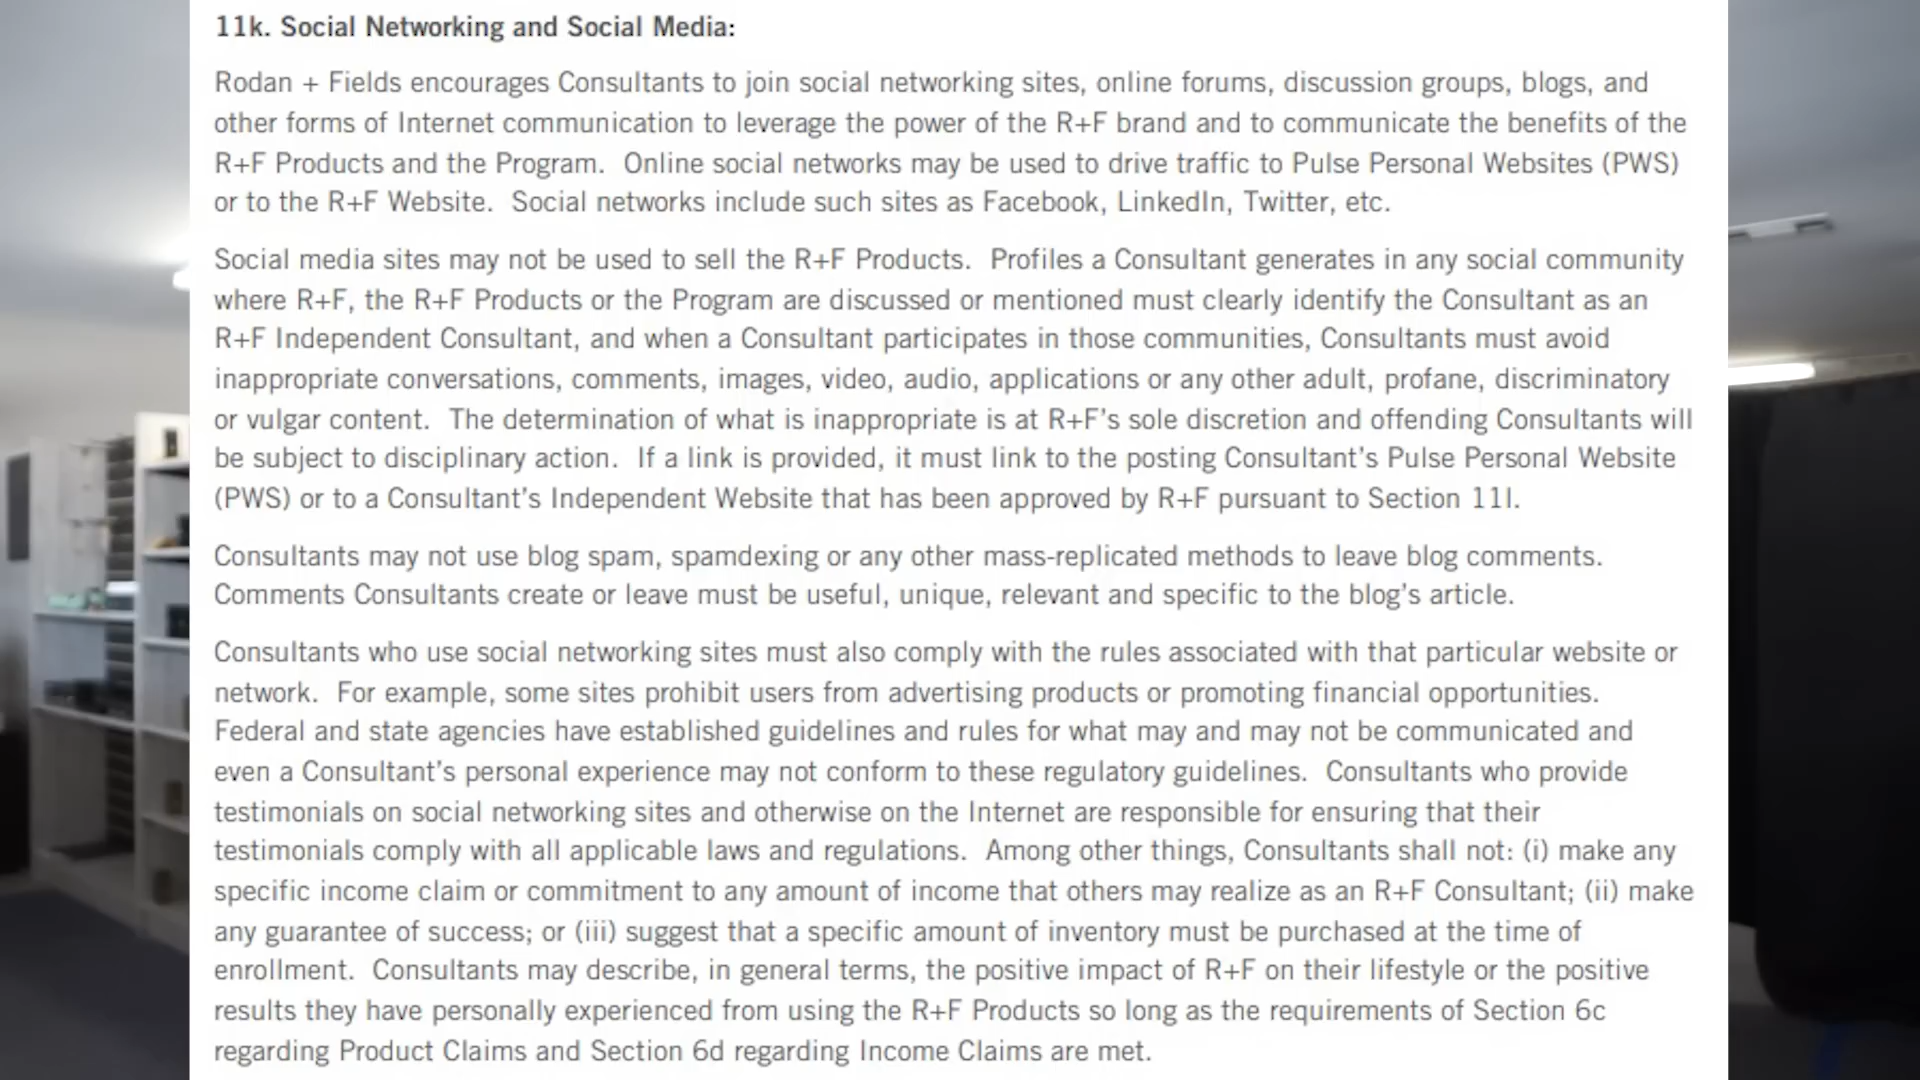 11k. Social Networking and Social Media:
Rodan + Fields encourages Consultants to join social networking sites, online forums, discussion groups, blogs, and
other forms of Internet communication to leverage the power of the R+F brand and to communicate the benefits of the
R+F Products and the Program.  Online social networks may be used to drive traffic to Pulse Personal Websites (PWS)
or to the R+F Website.  Social networks include such sites as Facebook, LinkedIn, Twitter, etc.
Social media sites may not be used to sell the R+F Products.  Profiles a Consultant generates in any social community
where R+F, the R+F Products or the Program are discussed or mentioned must clearly identify the Consultant as an
R+F Independent Consultant, and when a Consultant participates in those communities, Consultants must avoid
inappropriate conversations, comments, images, video, audio, applications or any other adult, profane, discriminatory
or vulgar content.  The determination of what is inappropriate is at R+F's sole discretion and offending Consultants will
be subject to disciplinary action.  If a link is provided, it must link to the posting Consultant's Pulse Personal Website
(PWS) or to a Consultant's Independent Website that has been approved by R+F pursuant to Section 11l.
Consultants may not use blog spam, spamdexing or any other mass-replicated methods to leave blog comments.
Comments Consultants create or leave must be useful, unique, relevant and specific to the blog's article.
Consultants who use social networking sites must also comply with the rules associated with that particular website or
network.  For example, some sites prohibit users from advertising products or promoting financial opportunities.
Federal and state agencies have established guidelines and rules for what may and may not be communicated and
even a Consultant's personal experience may not conform to these regulatory guidelines.  Consultants who provide
testimonials on social networking sites and otherwise on the Internet are responsible for ensuring that their
testimonials comply with all applicable laws and regulations.  Among other things, Consultants shall not: (i) make any
specific income claim or commitment to any amount of income that others may realize as an R+F Consultant; (ii) make
any guarantee of success; or (iii) suggest that a specific amount of inventory must be purchased at the time of
enrollment.  Consultants may describe, in general terms, the positive impact of R+F on their lifestyle or the positive
results they have personally experienced from using the R+F Products so long as the requirements of Section 6c
regarding Product Claims and Section 6d regarding Income Claims are met.